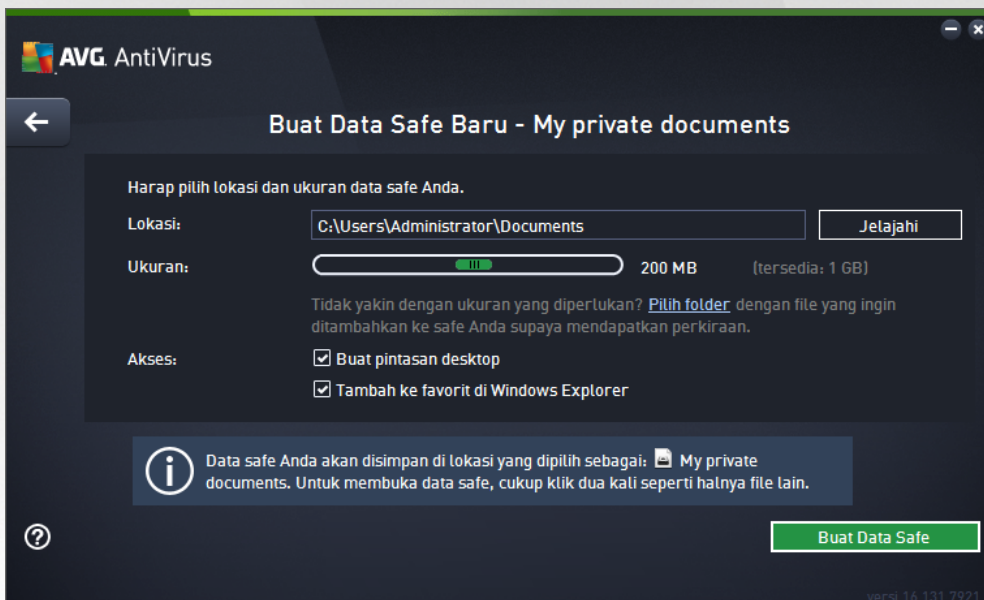 AVG. AntiVirus
Buat Data Safe Baru - My private documents
Harap pilih lokasi dan ukuran data safe Anda.
Lokasi: C:\Users\Administrator\Documents Jelajahi
Ukuran: 200 MB (tersedia: 1 GB)
Tidak yakin dengan ukuran yang diperlukan? Pilih folder dengan file yang ingin
ditambahkan ke safe Anda supaya mendapatkan perkiraan.
Akses: Buat pintasan desktop
Tambah ke favorit di Windows Explorer
Data safe Anda akan disimpan di lokasi yang dipilih sebagai: My private
documents. Untuk membuka data safe, cukup klik dua kali seperti halnya file lain.
Buat Data Safe
versi 16.131.7921